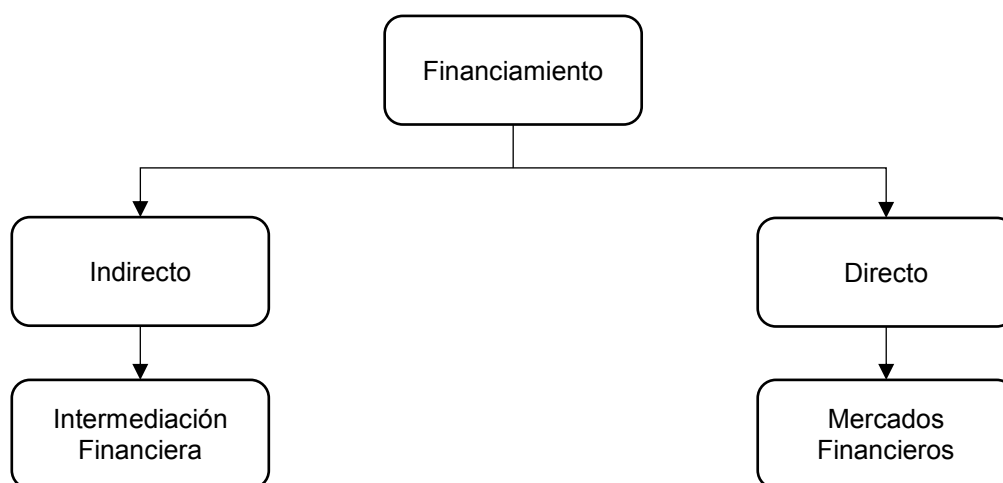 Financiamiento
Indirecto
Directo
Intermediación
Financiera
Mercados
Financieros